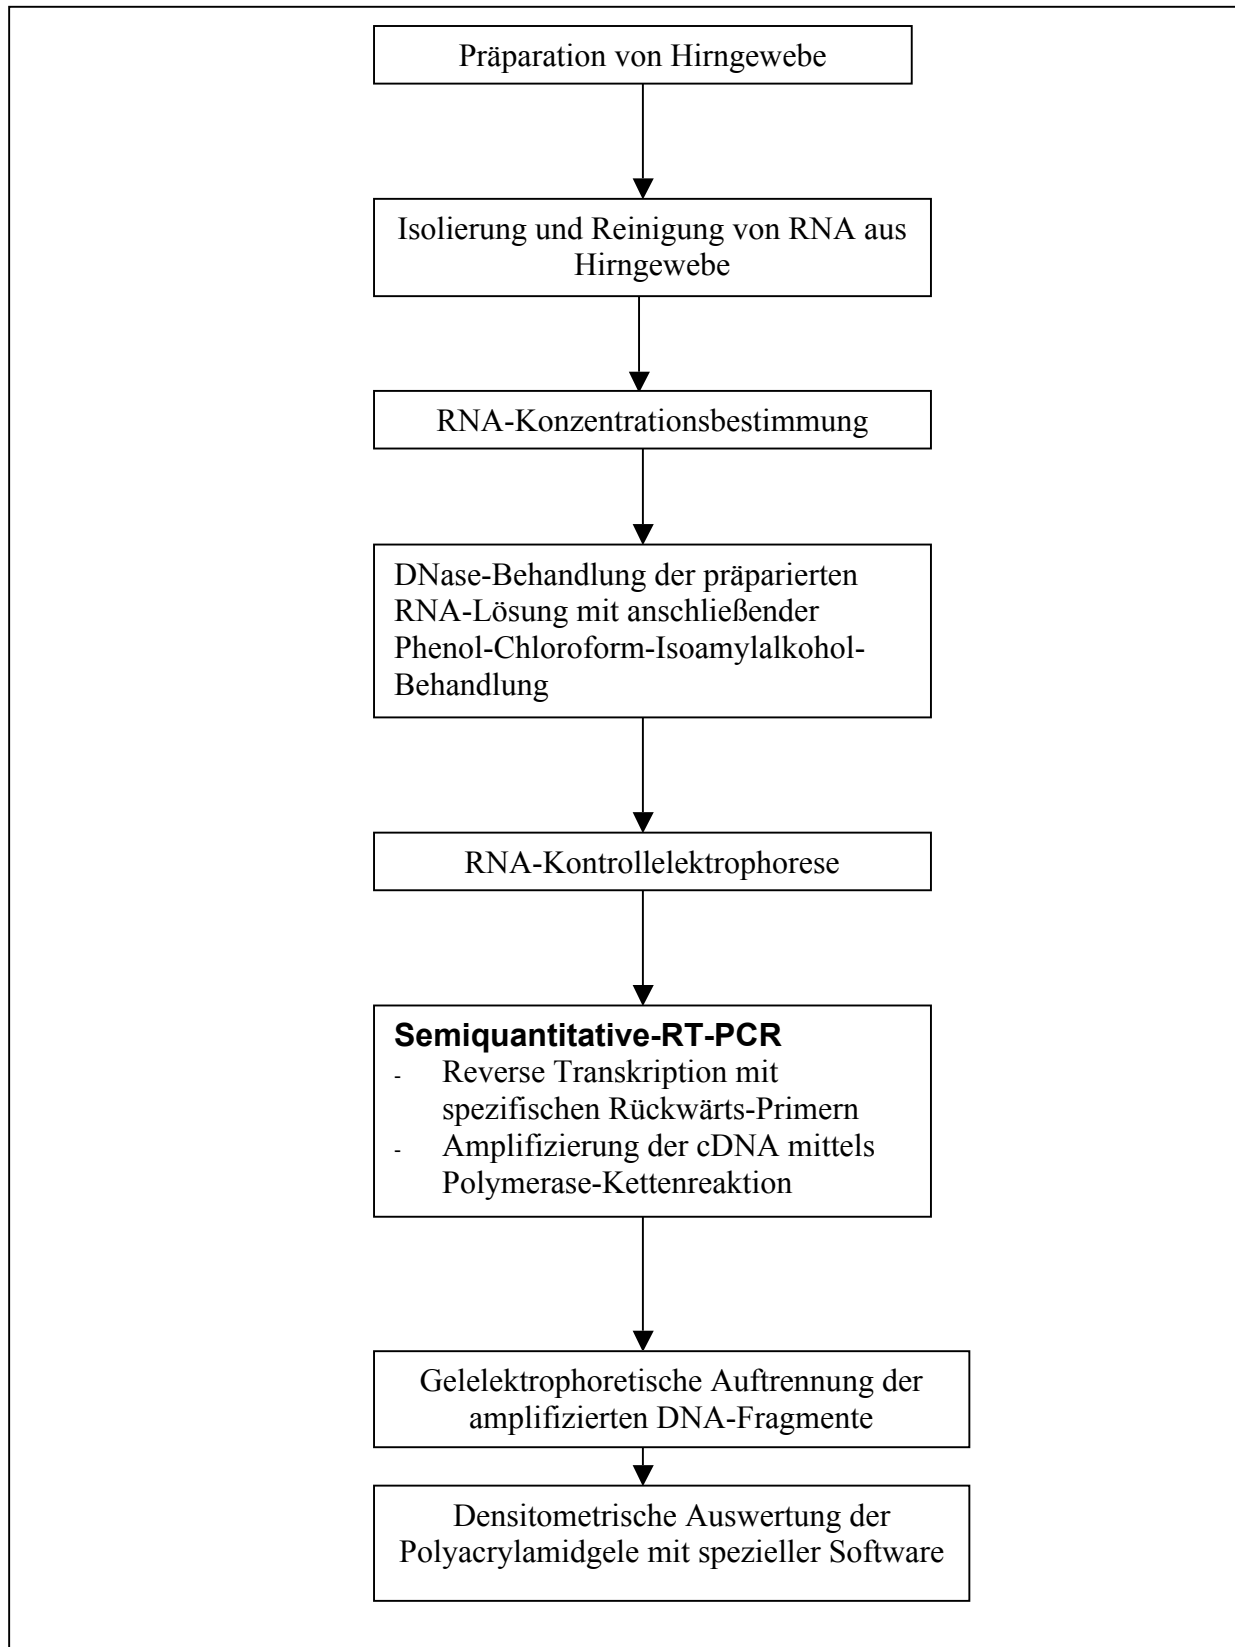 Präparation von Hirngewebe
Isolierung und Reinigung von RNA aus
Hirngewebe
RNA-Konzentrationsbestimmung
DNase-Behandlung der präparierten
RNA-Lösung mit anschließender
Phenol-Chloroform-Isoamylalkohol-
Behandlung
RNA-Kontrollelektrophorese
Semiquantitative-RT-PCR
- Reverse Transkription mit
spezifischen Rückwärts-Primern
- Amplifizierung der cDNA mittels
Polymerase-Kettenreaktion
Gelelektrophoretische Auftrennung der
amplifizierten DNA-Fragmente
Densitometrische Auswertung der
Polyacrylamidgele mit spezieller Software